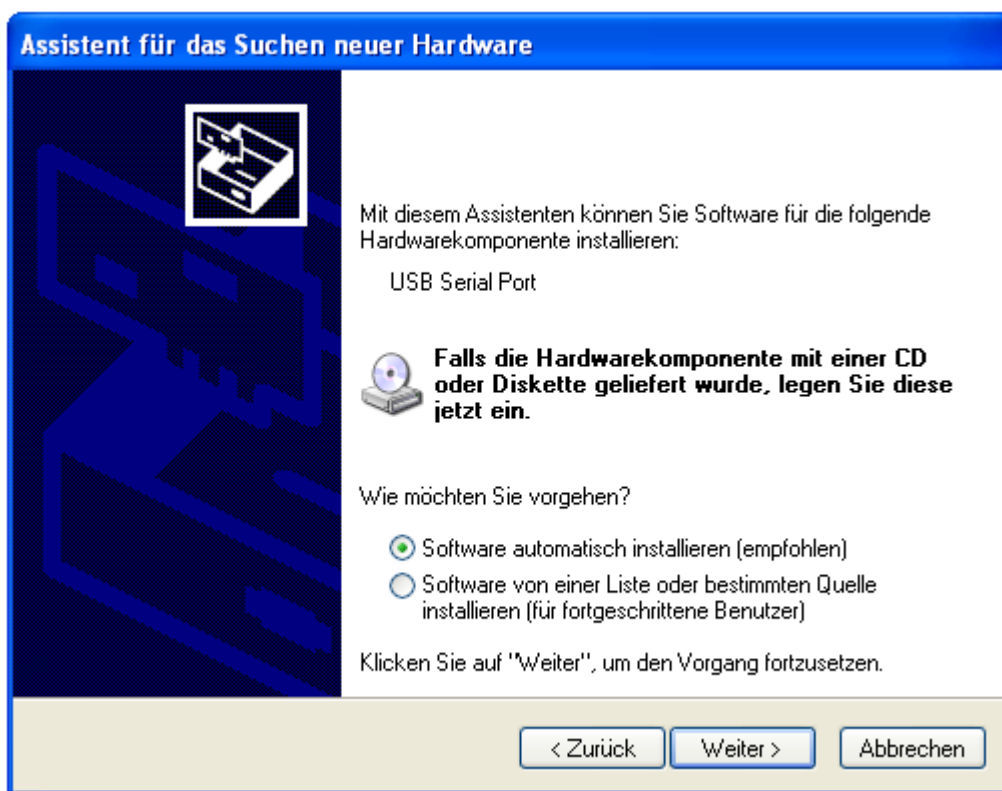 Assistent für das Suchen neuer Hardware
Mit diesem Assistenten können Sie Software für die folgende
Hardwarekomponente installieren:
USB Serial Port
Falls die Hardwarekomponente mit einer CD
oder Diskette geliefert wurde, legen Sie diese
jetzt ein.
Wie möchten Sie vorgehen?
Software automatisch installieren (empfohlen)
Software von einer Liste oder bestimmten Quelle
installieren (für fortgeschrittene Benutzer)
Klicken Sie auf "Weiter", um den Vorgang fortzusetzen.
< Zurück Weiter > Abbrechen